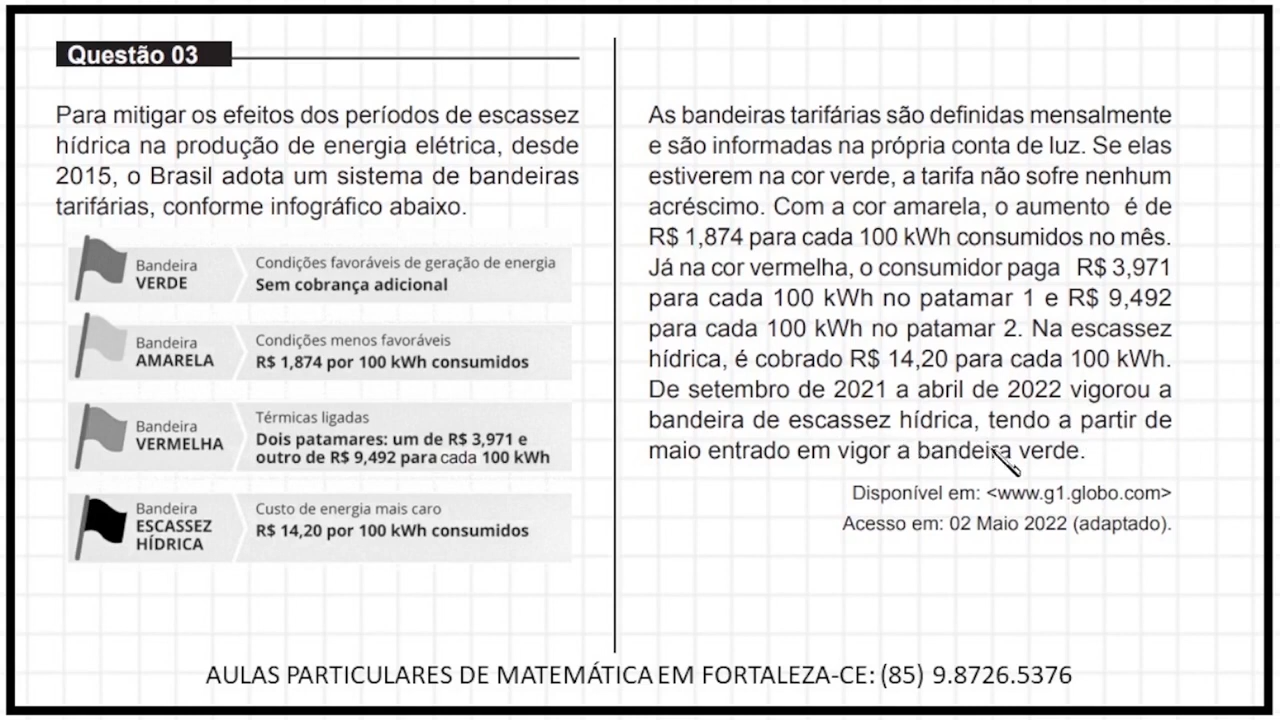 Questão 03
Para mitigar os efeitos dos períodos de escassez
hídrica na produção de energia elétrica, desde
2015, o Brasil adota um sistema de bandeiras
tarifárias, conforme infográfico abaixo.
Bandeira
VERDE
Condições favoráveis de geração de energia
Sem cobrança adicional
Bandeira
AMARELA
Condições menos favoráveis
R$ 1,874 por 100 kWh consumidos
Bandeira
VERMELHA
Térmicas ligadas
Dois patamares: um de R$ 3,971 e
outro de R$ 9,492 para cada 100 kWh
Bandeira
ESCASSEZ
HÍDRICA
Custo de energia mais caro
R$ 14,20 por 100 kWh consumidos
As bandeiras tarifárias são definidas mensalmente
e são informadas na própria conta de luz. Se elas
estiverem na cor verde, a tarifa não sofre nenhum
acréscimo. Com a cor amarela, o aumento é de
R$ 1,874 para cada 100 kWh consumidos no mês.
Já na cor vermelha, o consumidor paga R$ 3,971
para cada 100 kWh no patamar 1 e R$ 9,492
para cada 100 kWh no patamar 2. Na escassez
hídrica, é cobrado R$ 14,20 para cada 100 kWh.
De setembro de 2021 a abril de 2022 vigorou a
bandeira de escassez hídrica, tendo a partir de
maio entrado em vigor a bandeira verde.
Disponível em: <www.g1.globo.com>
Acesso em: 02 Maio 2022 (adaptado).
AULAS PARTICULARES DE MATEMÁTICA EM FORTALEZA-CE: (85) 9.8726.5376